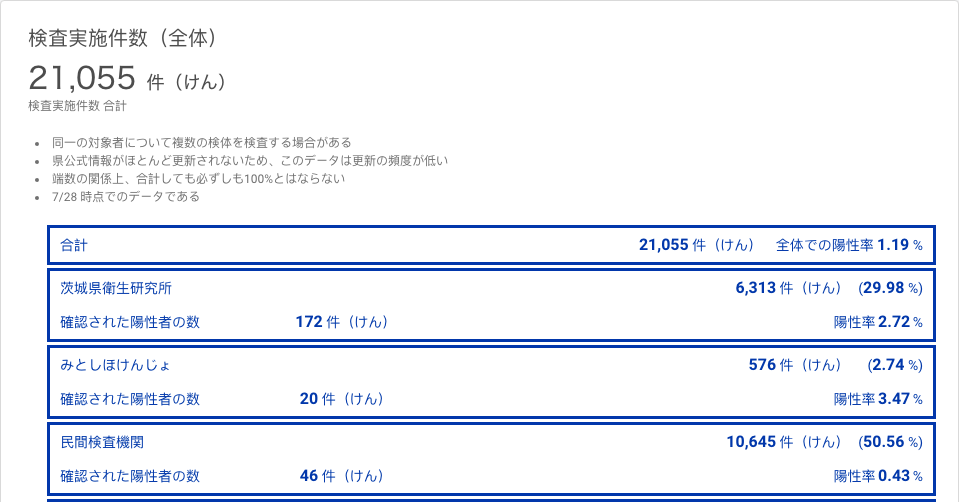 検査実施件数（全体）
21,055 件（けん）
検査実施件数 合計
同一の対象者について複数の検体を検査する場合がある
県公式情報がほとんど更新されないため、このデータは更新の頻度が低い
端数の関係上、合計しても必ずしも100%とはならない
7/28 時点でのデータである
合計 21,055 件（けん） 全体での陽性率 1.19 %
茨城県衛生研究所 6,313 件（けん） (29.98 %)
確認された陽性者の数 172 件（けん） 陽性率 2.72 %
みとしほけんじょ 576 件（けん） (2.74 %)
確認された陽性者の数 20 件（けん） 陽性率 3.47 %
民間検査機関 10,645 件（けん） (50.56 %)
確認された陽性者の数 46 件（けん） 陽性率 0.43 %